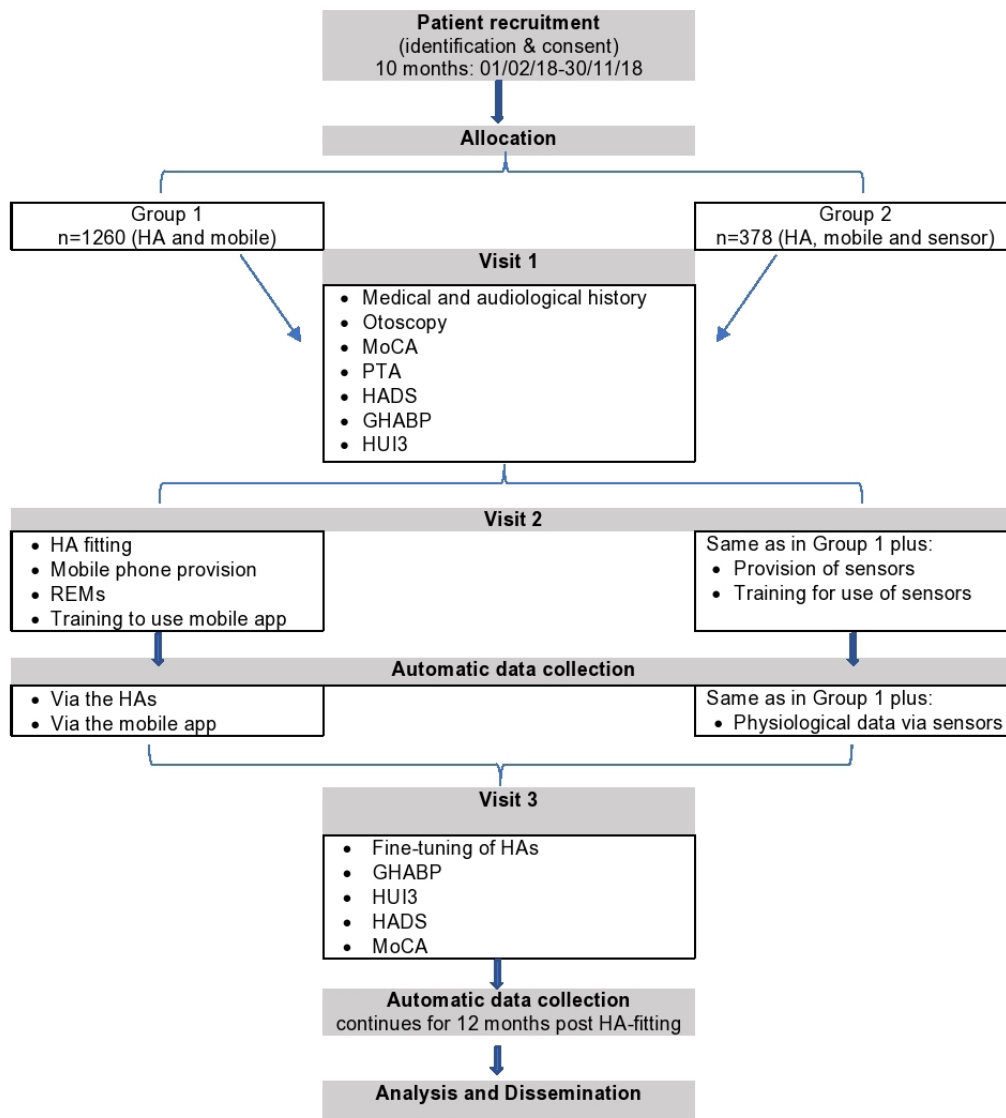 Patient recruitment
(identification & consent)
10 months: 01/02/18-30/11/18
Allocation
Group 1
n=1260 (HA and mobile)
Group 2
n=378 (HA, mobile and sensor)
Visit 1
• Medical and audiological history
• Otoscopy
• MoCA
• PTA
• HADS
• GHABP
• HUI3
Visit 2
• HA fitting
• Mobile phone provision
• REMs
• Training to use mobile app
Same as in Group 1 plus:
• Provision of sensors
• Training for use of sensors
Automatic data collection
• Via the HAs
• Via the mobile app
Same as in Group 1 plus:
• Physiological data via sensors
Visit 3
• Fine-tuning of HAs
• GHABP
• HUI3
• HADS
• MoCA
Automatic data collection
continues for 12 months post HA-fitting
Analysis and Dissemination